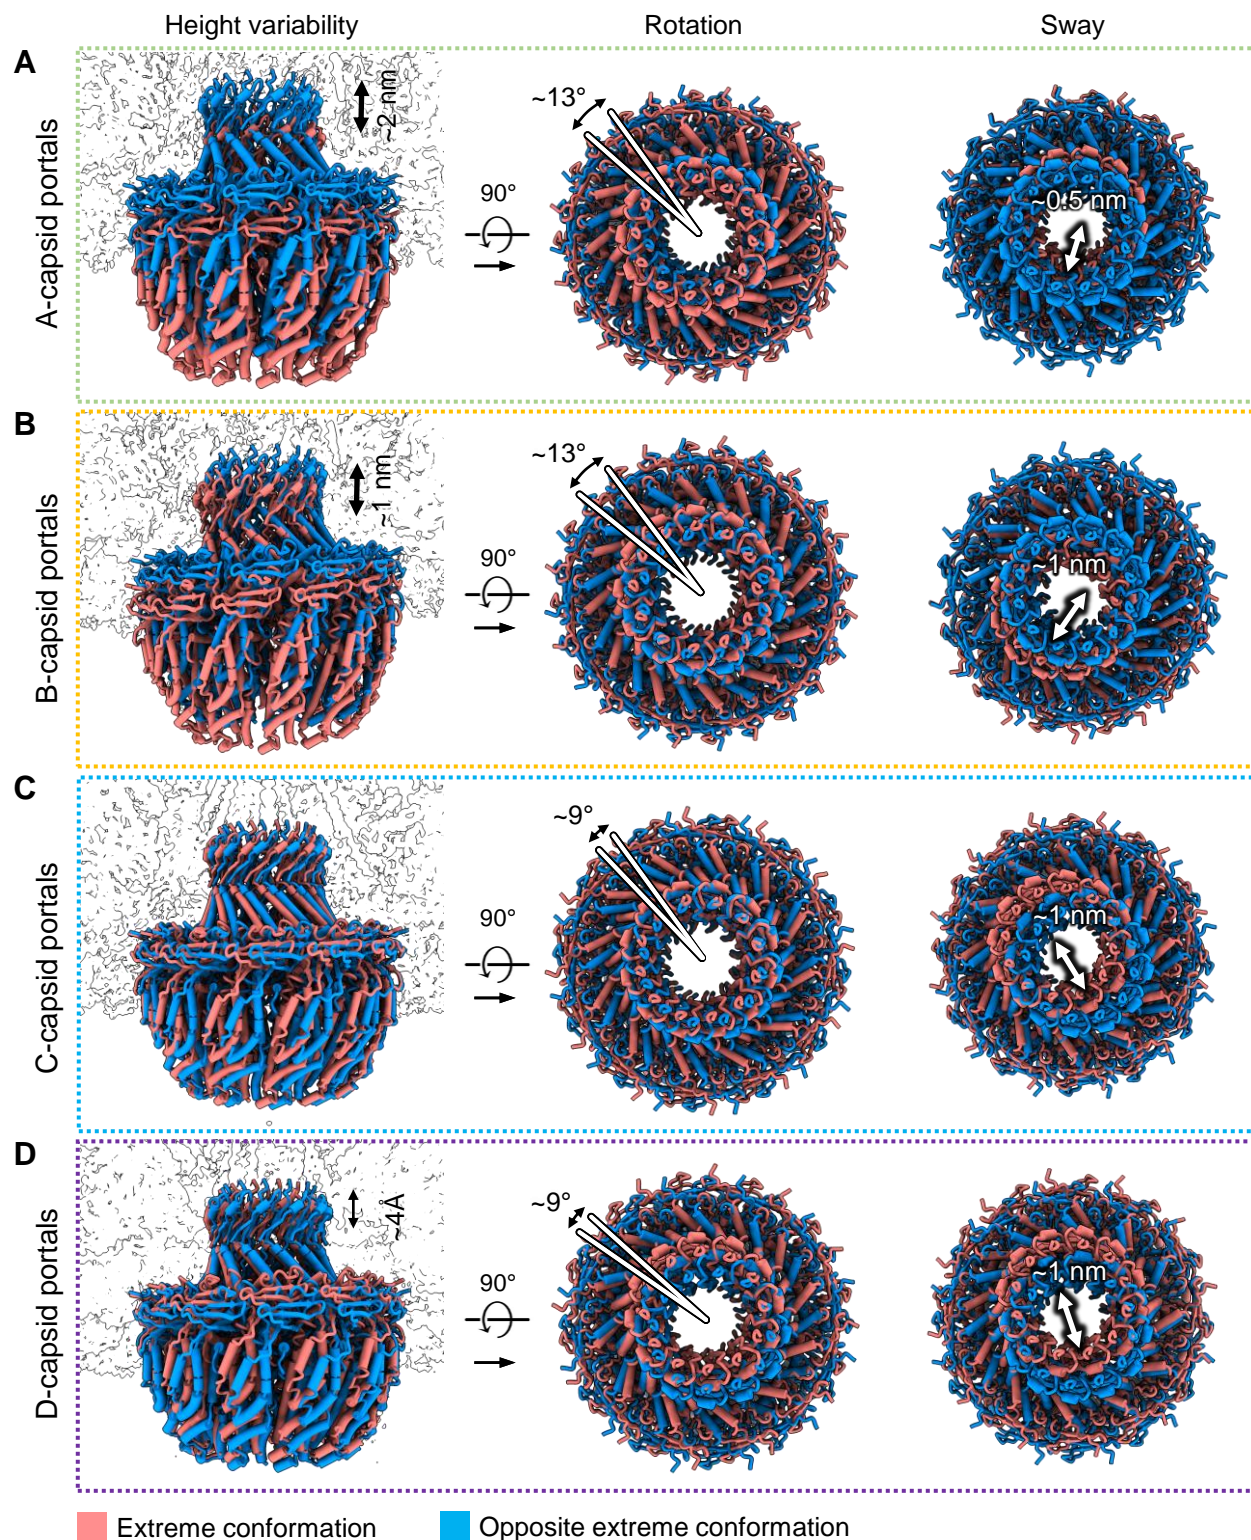 Height variability
Rotation
Sway
A
A-capsid portals
~2 nm
90°
~13°
~0.5 nm
B
B-capsid portals
~1 nm
90°
~13°
~1 nm
C
C-capsid portals
90°
~9°
~1 nm
D
D-capsid portals
~4Å
90°
~9°
~1 nm
Extreme conformation
Opposite extreme conformation